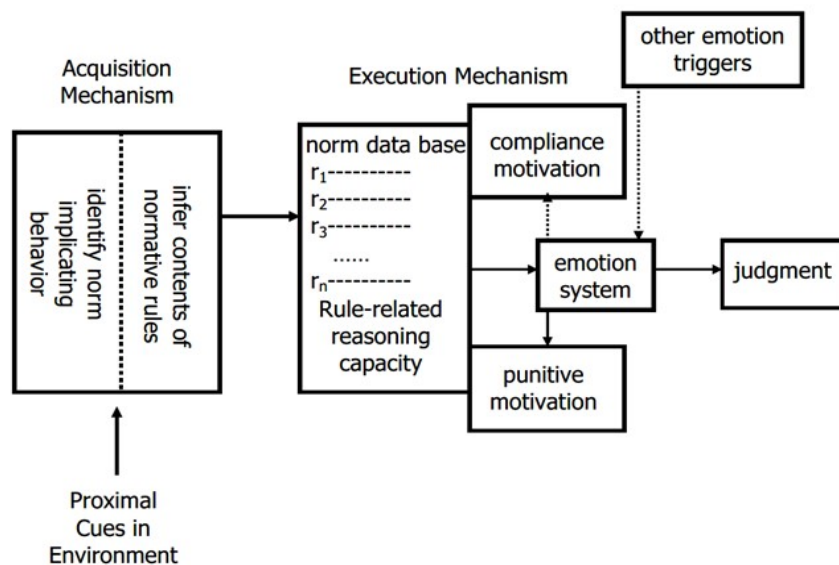 Acquisition
Mechanism
identify norm
implicating
behavior
infer contents of
normative rules
Proximal
Cues in
Environment
Execution Mechanism
norm data base
r₁-----------
r₂-----------
r₃-----------
......
rₙ-----------
Rule-related
reasoning
capacity
compliance
motivation
punitive
motivation
other emotion
triggers
emotion
system
judgment